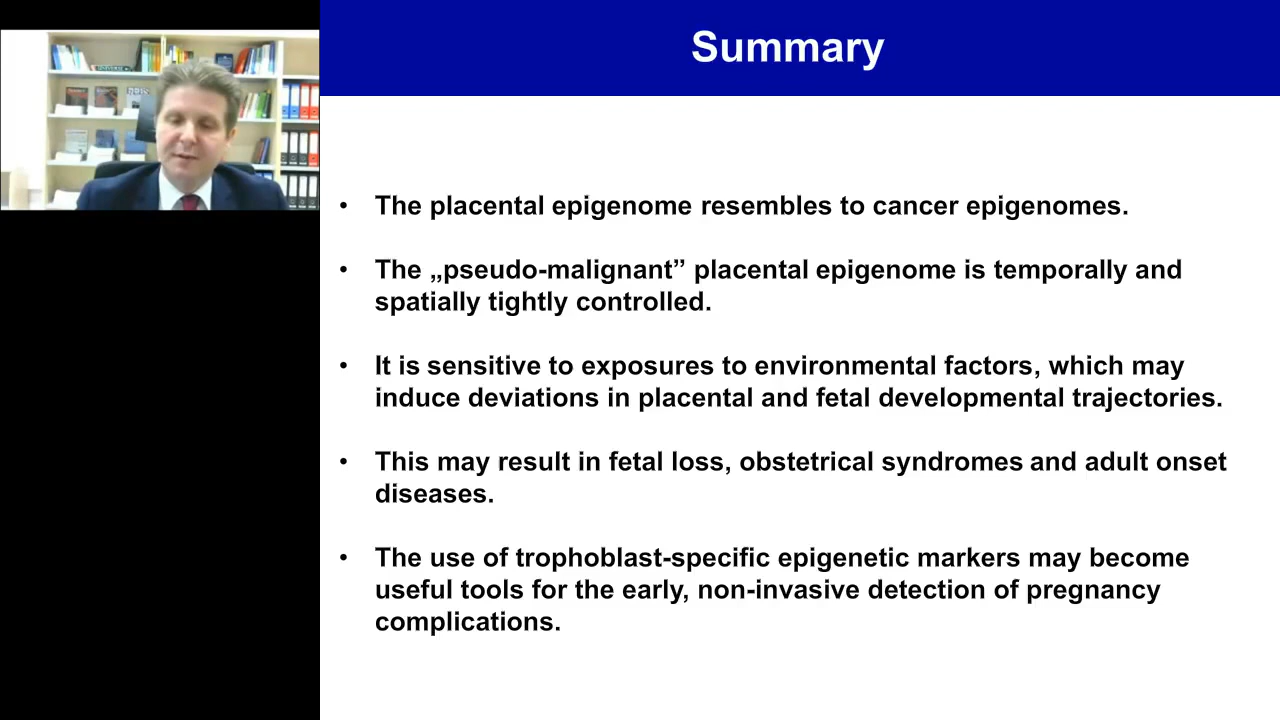 Summary
• The placental epigenome resembles to cancer epigenomes.
• The „pseudo-malignant” placental epigenome is temporally and
spatially tightly controlled.
• It is sensitive to exposures to environmental factors, which may
induce deviations in placental and fetal developmental trajectories.
• This may result in fetal loss, obstetrical syndromes and adult onset
diseases.
• The use of trophoblast-specific epigenetic markers may become
useful tools for the early, non-invasive detection of pregnancy
complications.